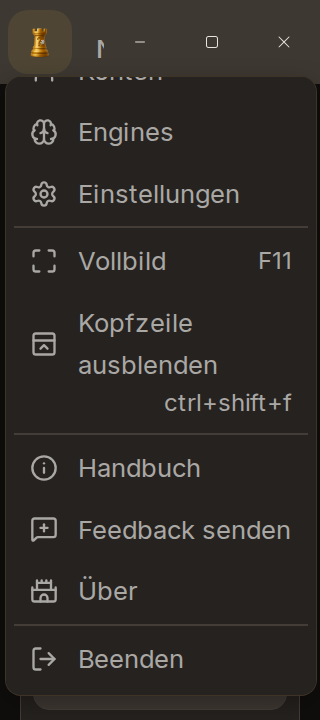 Engines
Einstellungen
Vollbild F11
Kopfzeile
ausblenden
ctrl+shift+f
Handbuch
Feedback senden
Über
Beenden